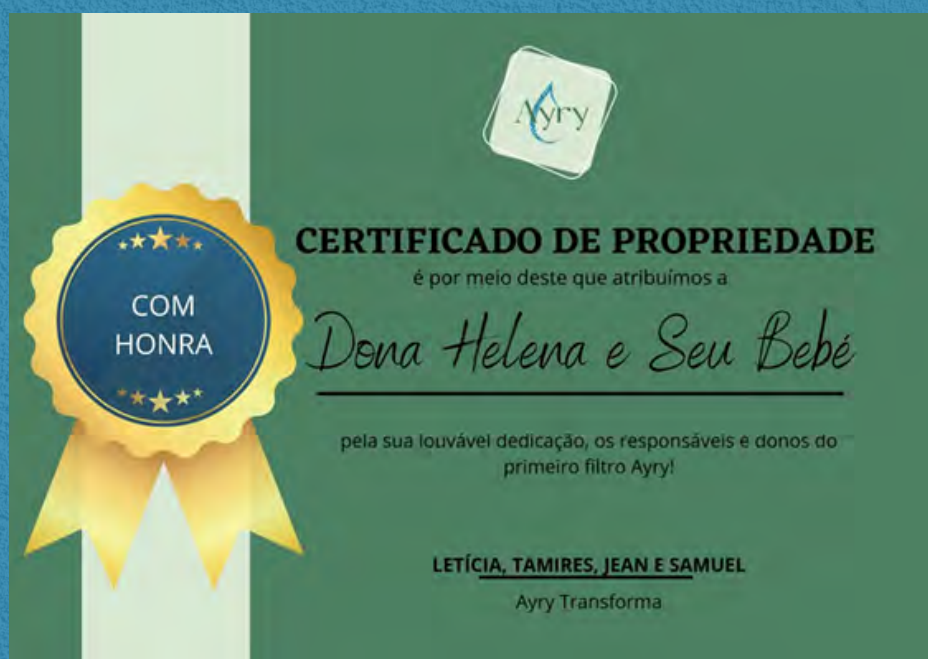 Ayry
COM
HONRA
CERTIFICADO DE PROPRIEDADE
é por meio deste que atribuímos a
Dona Helena e Seu Bebé
pela sua louvável dedicação, os responsáveis e donos do
primeiro filtro Ayry!
LETÍCIA, TAMIRES, JEAN E SAMUEL
Ayry Transforma